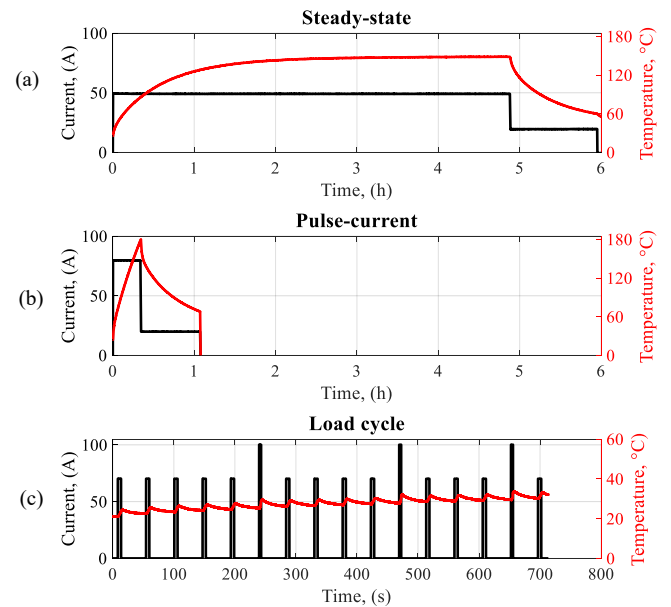 Steady-state
(a)
Current, (A)
100
50
0
180
120
60
0
Temperature, °C)
0 1 2 3 4 5 6
Time, (h)
Pulse-current
(b)
Current, (A)
100
50
0
180
120
60
0
Temperature, °C)
0 1 2 3 4 5 6
Time, (h)
Load cycle
(c)
Current, (A)
100
50
0
60
40
20
0
Temperature, °C)
0 100 200 300 400 500 600 700 800
Time, (s)